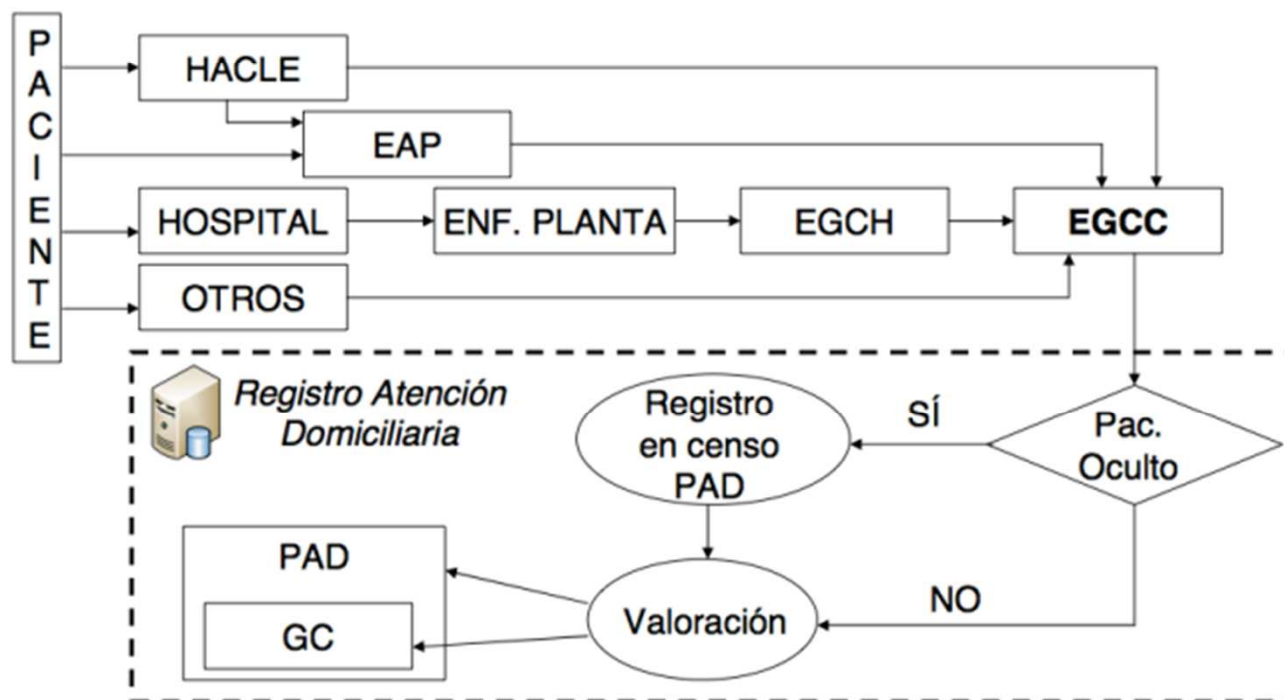 PACIENTE
HACLE
EAP
HOSPITAL
ENF. PLANTA
EGCH
EGCC
OTROS
Registro Atención
Domiciliaria
Registro
en censo
PAD
SÍ
Pac.
Oculto
PAD
GC
Valoración
NO